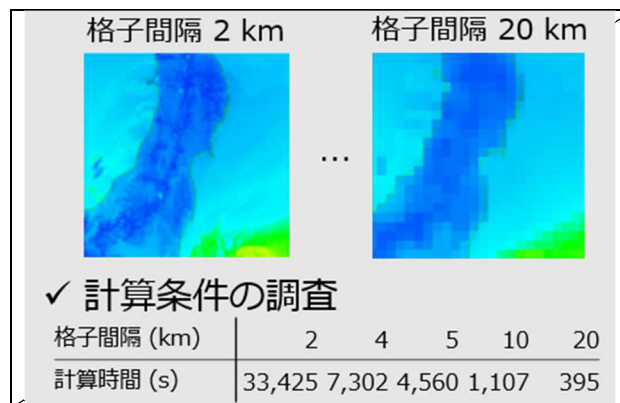 格子間隔 2 km
格子間隔 20 km
...
✓ 計算条件の調査
格子間隔 (km) 2 4 5 10 20
計算時間 (s) 33,425 7,302 4,560 1,107 395